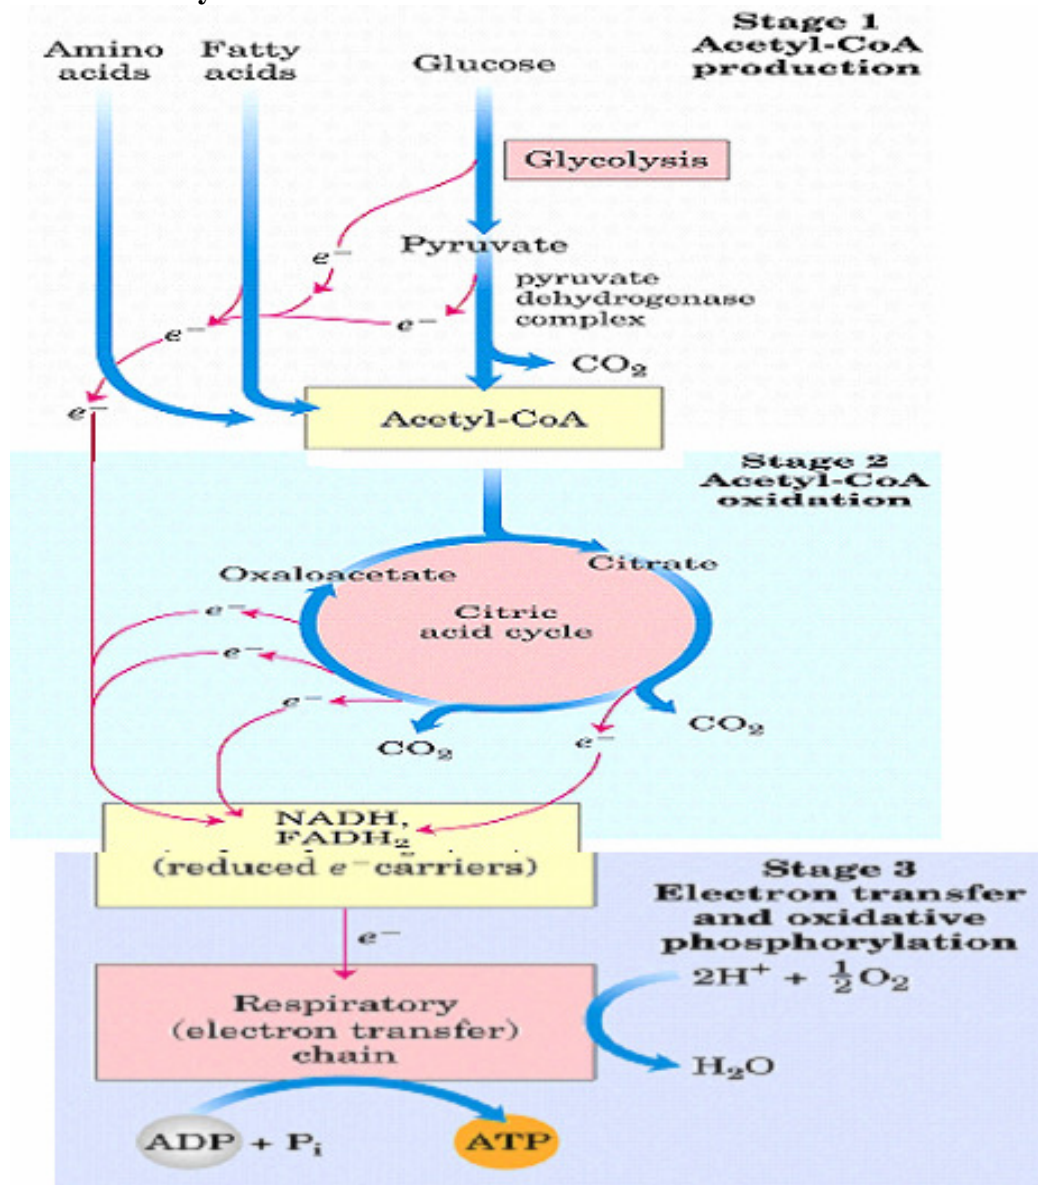 Stage 1
Acetyl-CoA
production
Amino
acids
Fatty
acids
Glucose
Glycolysis
Pyruvate
e⁻
pyruvate
dehydrogenase
complex
e⁻
e⁻
CO₂
e⁻
Acetyl-CoA
Stage 2
Acetyl-CoA
oxidation
Oxaloacetate
Citrate
e⁻
Citric
acid cycle
e⁻
e⁻
CO₂
e⁻
CO₂
NADH,
FADH₂
(reduced e⁻ carriers)
Stage 3
Electron transfer
and oxidative
phosphorylation
e⁻
2H⁺ + ½O₂
Respiratory
(electron transfer)
chain
H₂O
ADP + Pᵢ
ATP